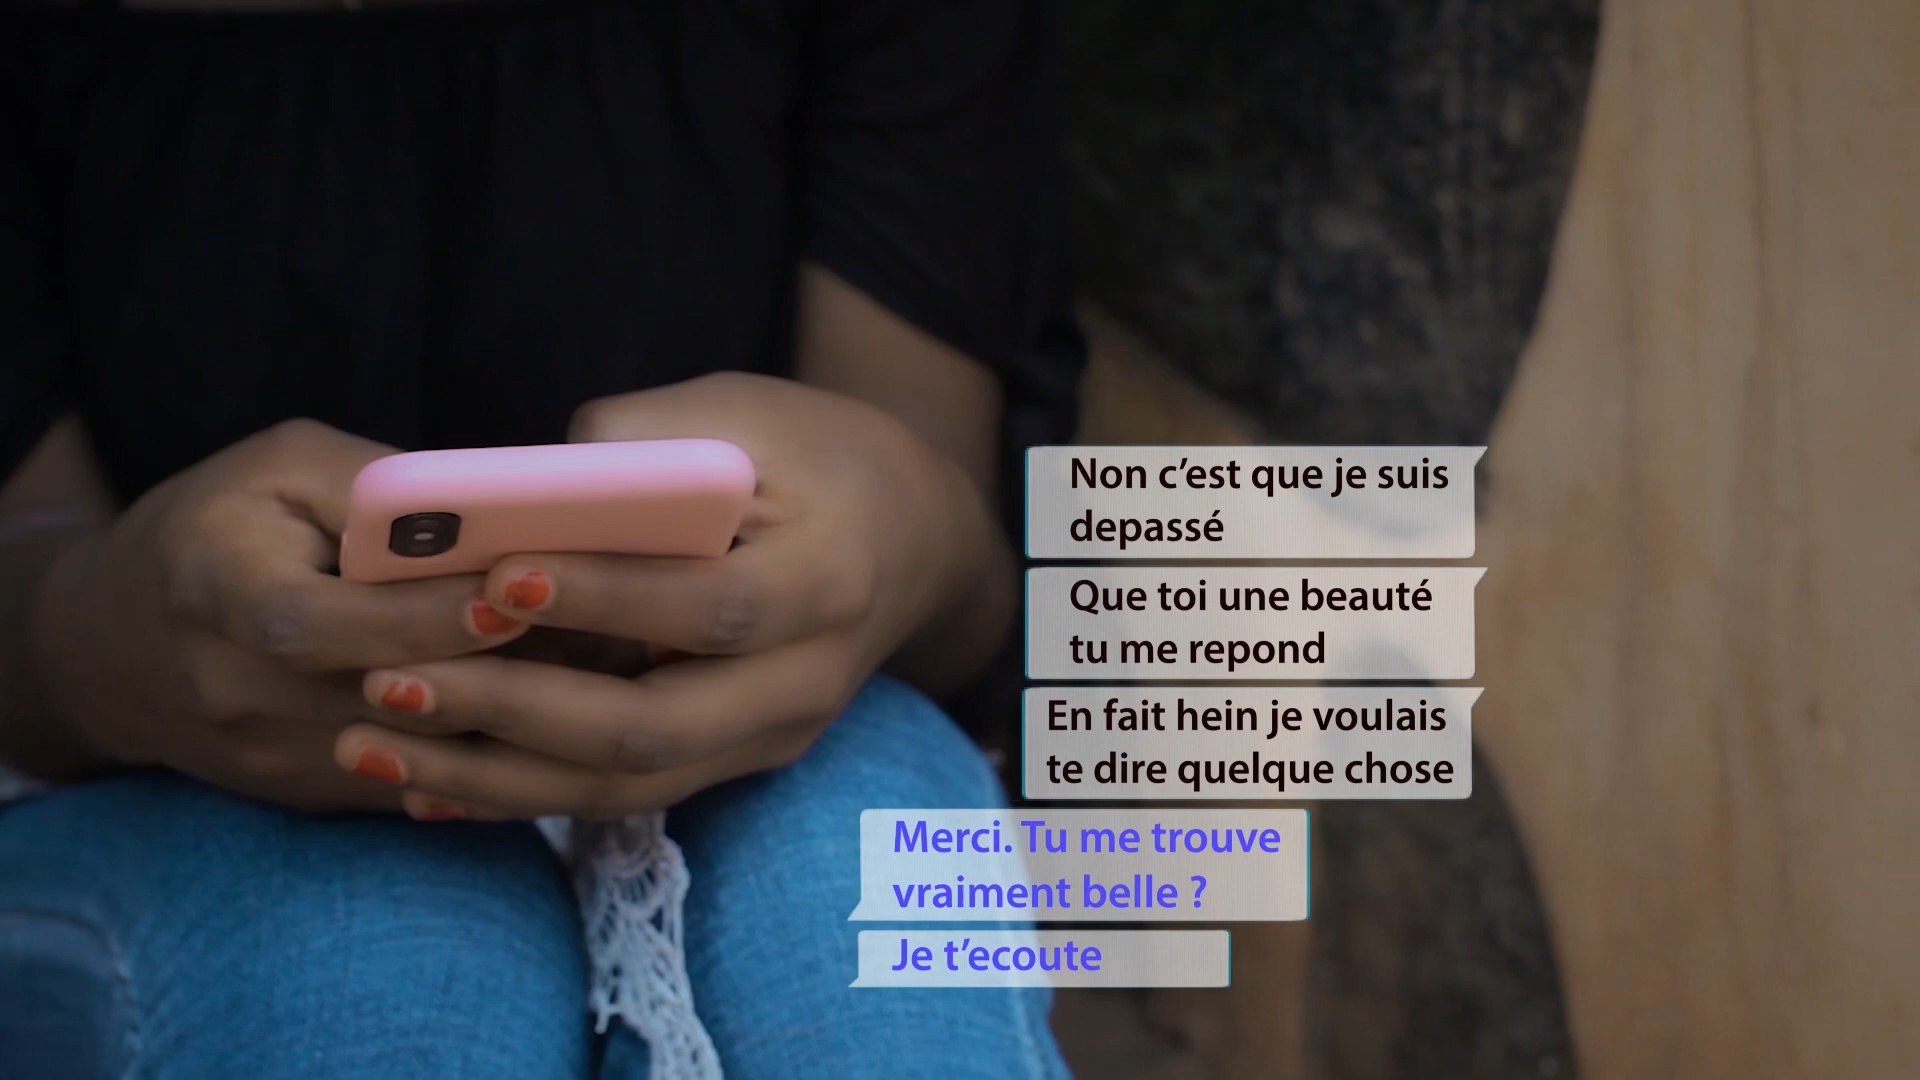 Non c’est que je suis
depassé
Que toi une beauté
tu me repond
En fait hein je voulais
te dire quelque chose
Merci. Tu me trouve
vraiment belle ?
Je t’ecoute